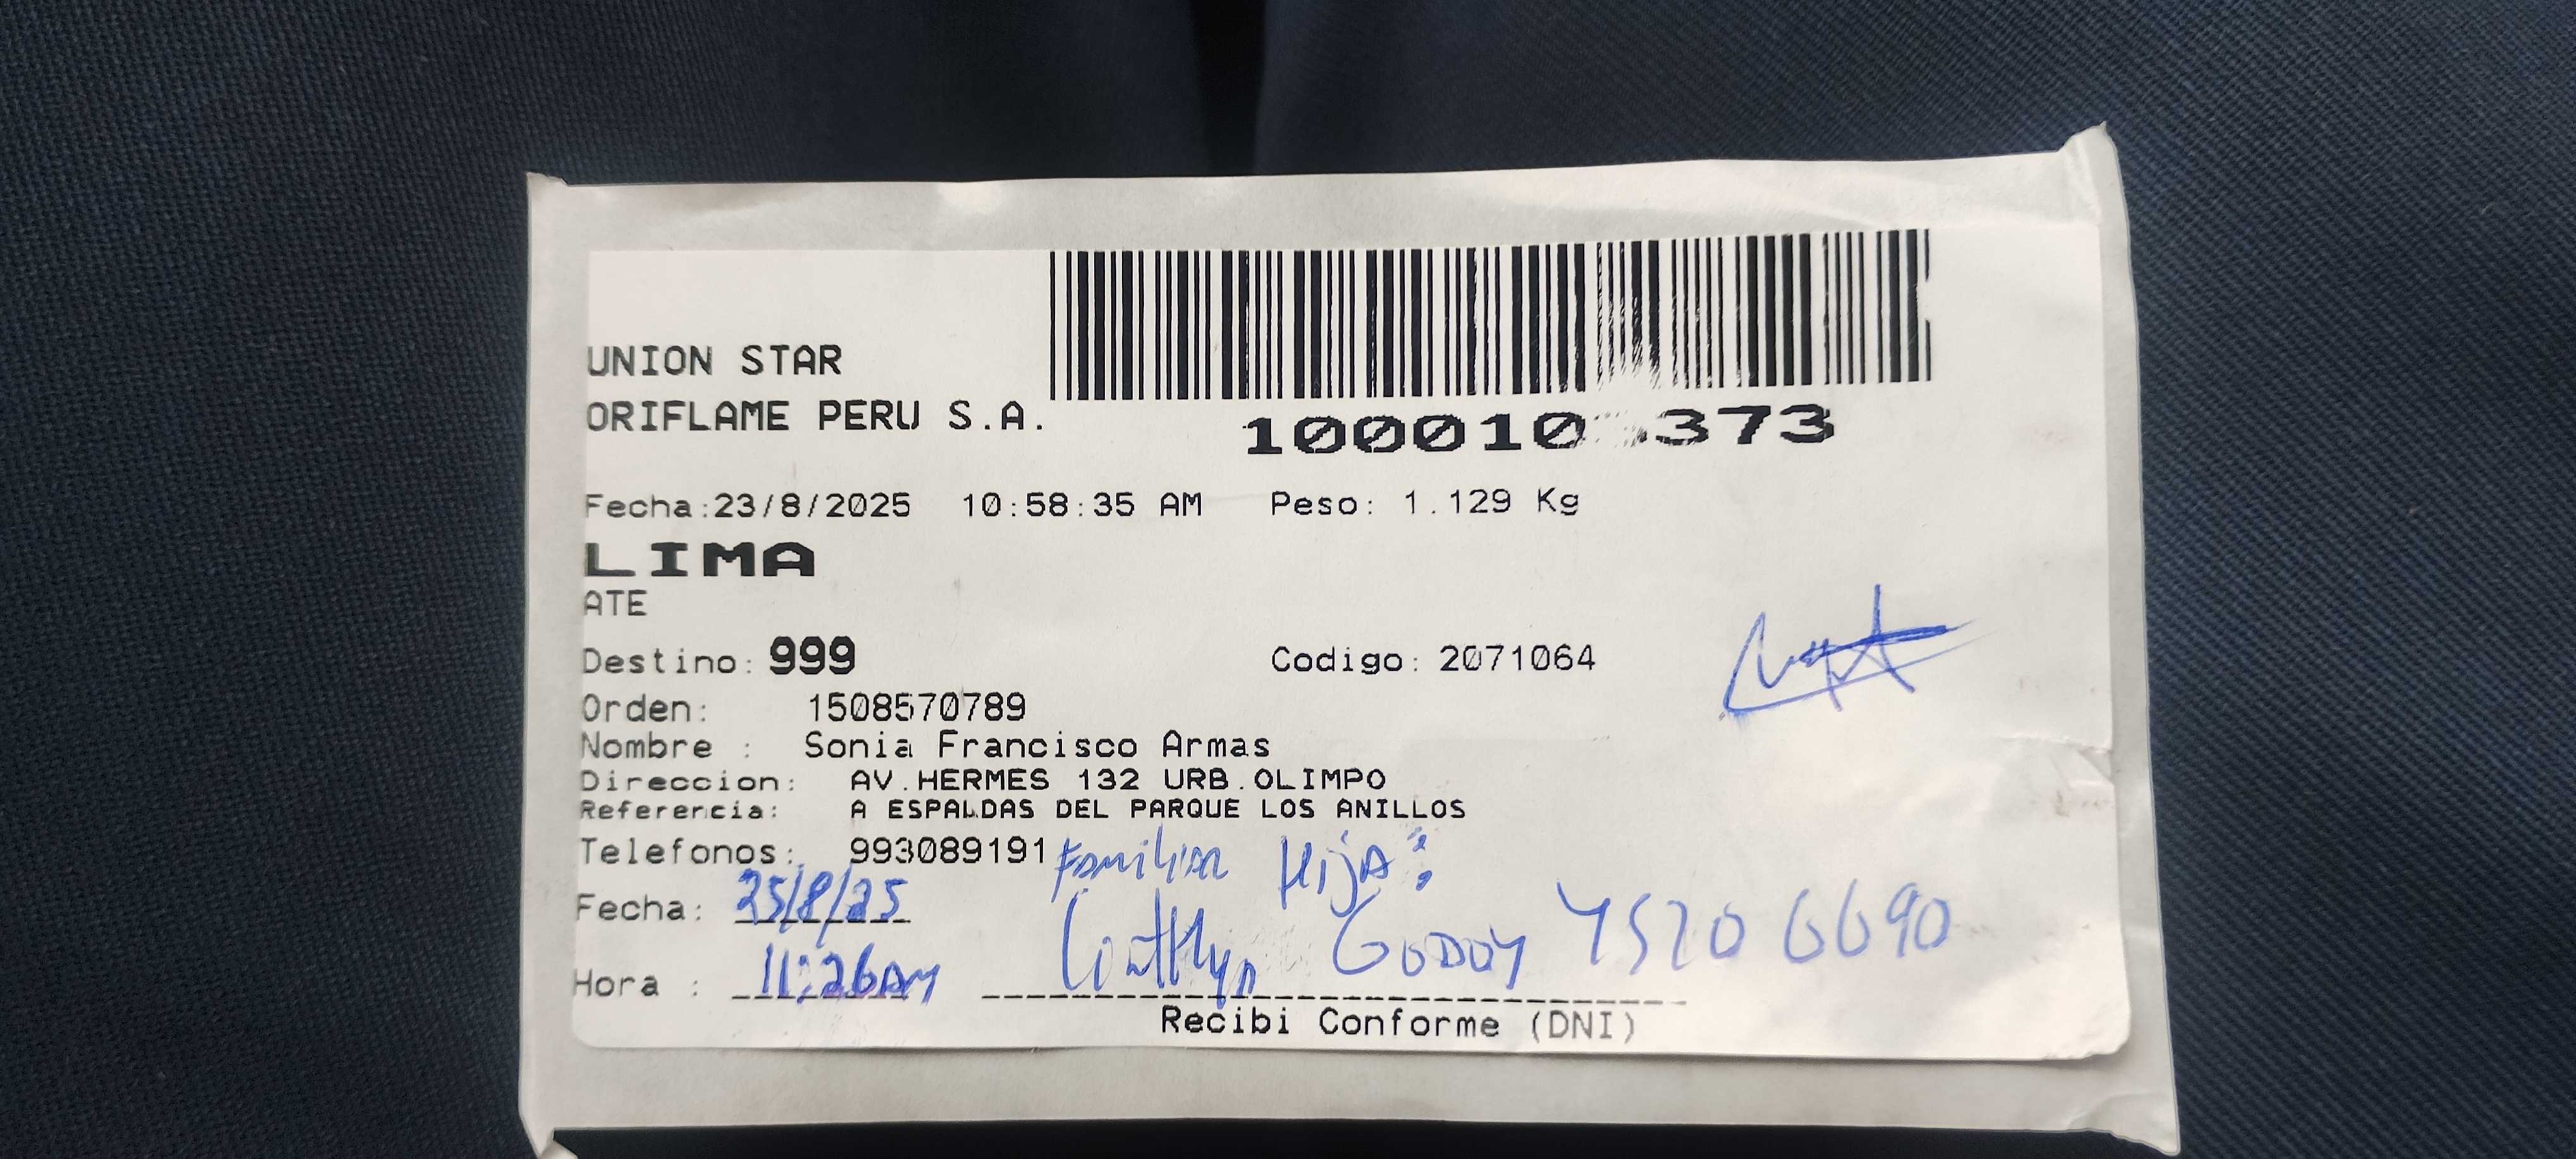 UNION STAR
ORIFLAME PERU S.A.
Fecha:23/8/2025 10:58:35 AM Peso: 1.129 Kg
LIMA
ATE
Destino: 999 Codigo: 2071064
Orden: 1508570789
Nombre : Sonia Francisco Armas
Direccion: AV.HERMES 132 URB.OLIMPO
Referencia: A ESPALDAS DEL PARQUE LOS ANILLOS
Telefonos: 993089191 Familiar Hija:
Fecha: 25/8/25
Godoy
Hora : 11:26am
Recibi Conforme (DNI)